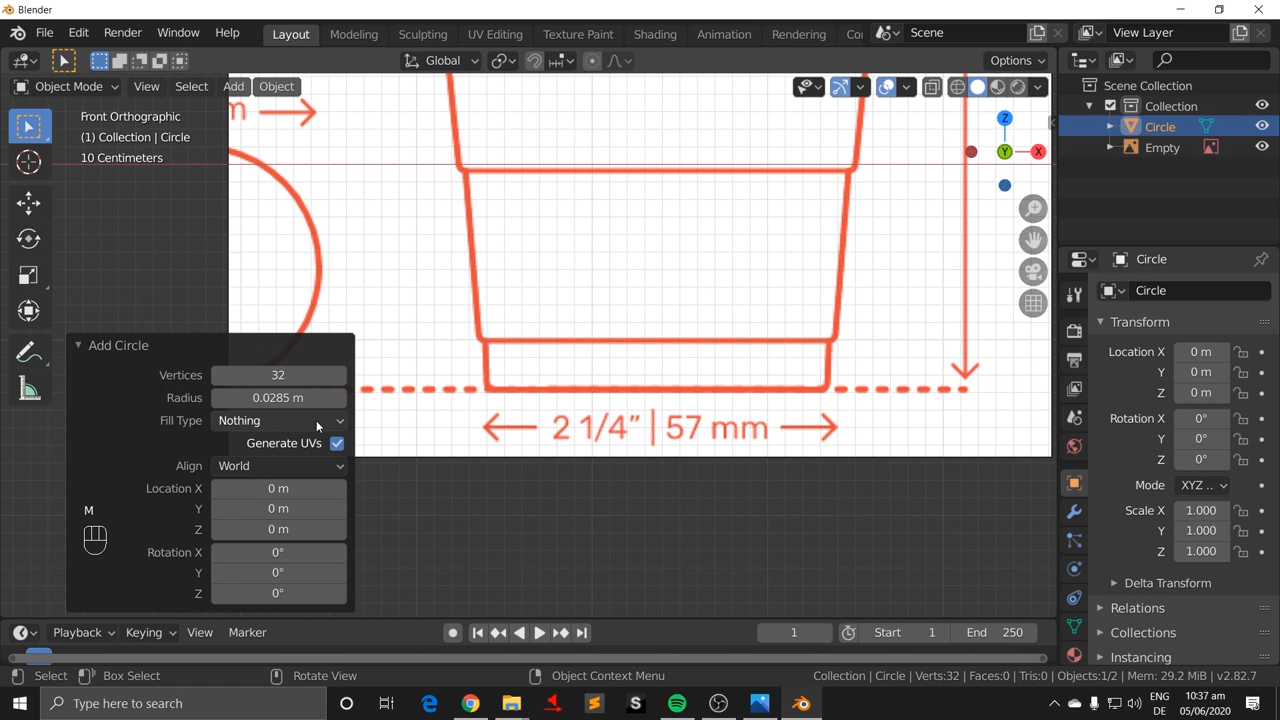 Blender
File Edit Render Window Help Layout Modeling Sculpting UV Editing Texture Paint Shading Animation Rendering Co Scene View Layer
Global Options
Object Mode View Select Add Object
Front Orthographic
(1) Collection | Circle
10 Centimeters
m
Z
Y X
Scene Collection
Collection
Circle
Empty
Circle
Circle
Transform
Location X 0 m
Y 0 m
Z 0 m
Rotation X 0°
Y 0°
Z 0°
Mode XYZ ..
Scale X 1.000
Y 1.000
Z 1.000
Delta Transform
Relations
Collections
Instancing
Add Circle
Vertices 32
Radius 0.0285 m
Fill Type Nothing
Generate UVs
Align World
Location X 0 m
Y 0 m
Z 0 m
Rotation X 0°
Y 0°
Z 0°
M
2 1/4” | 57 mm
Playback Keying View Marker 1 Start 1 End 250
Select Box Select Rotate View Object Context Menu Collection | Circle | Verts:32 | Faces:0 | Tris:0 | Objects:1/2 | Mem: 29.2 MiB | v2.82.7
Type here to search
ENG 10:37 am
DE 05/06/2020